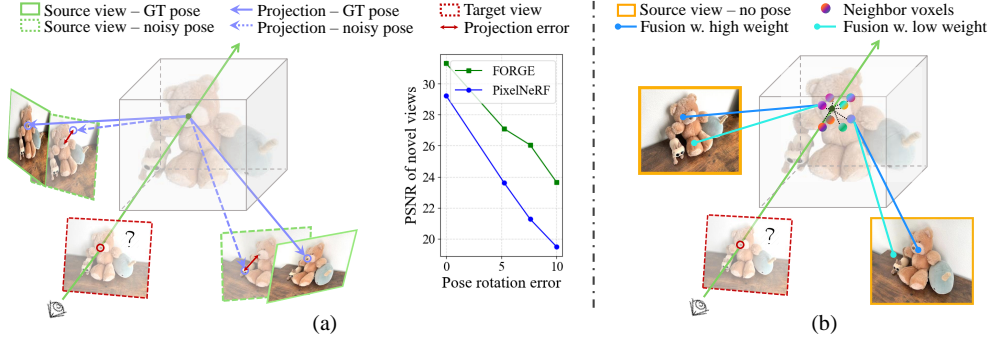 Source view – GT pose
Source view – noisy pose
Projection – GT pose
Projection – noisy pose
Target view
Projection error
?
PSNR of novel views
30
28
26
24
22
20
FORGE
PixelNeRF
0
5
10
Pose rotation error
(a)
Source view – no pose
Fusion w. high weight
Neighbor voxels
Fusion w. low weight
?
(b)